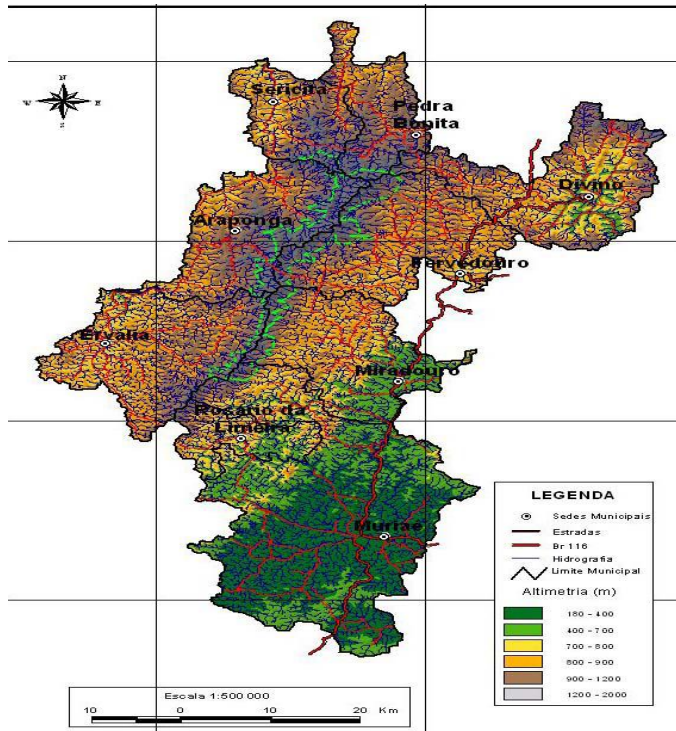 N
W E
S
Sericita
Pedra
Bonita
Divino
Araponga
Fervedouro
Ervalia
Miradouro
Rosário da
Limeira
Muriae
LEGENDA
Sedes Municipais
Estradas
Br 116
Hidrografia
Limite Municipal
Altimetria (m)
180 - 400
400 - 700
700 - 800
800 - 900
900 - 1200
1200 - 2000
Escala 1:500 000
10 0 10 20 Km